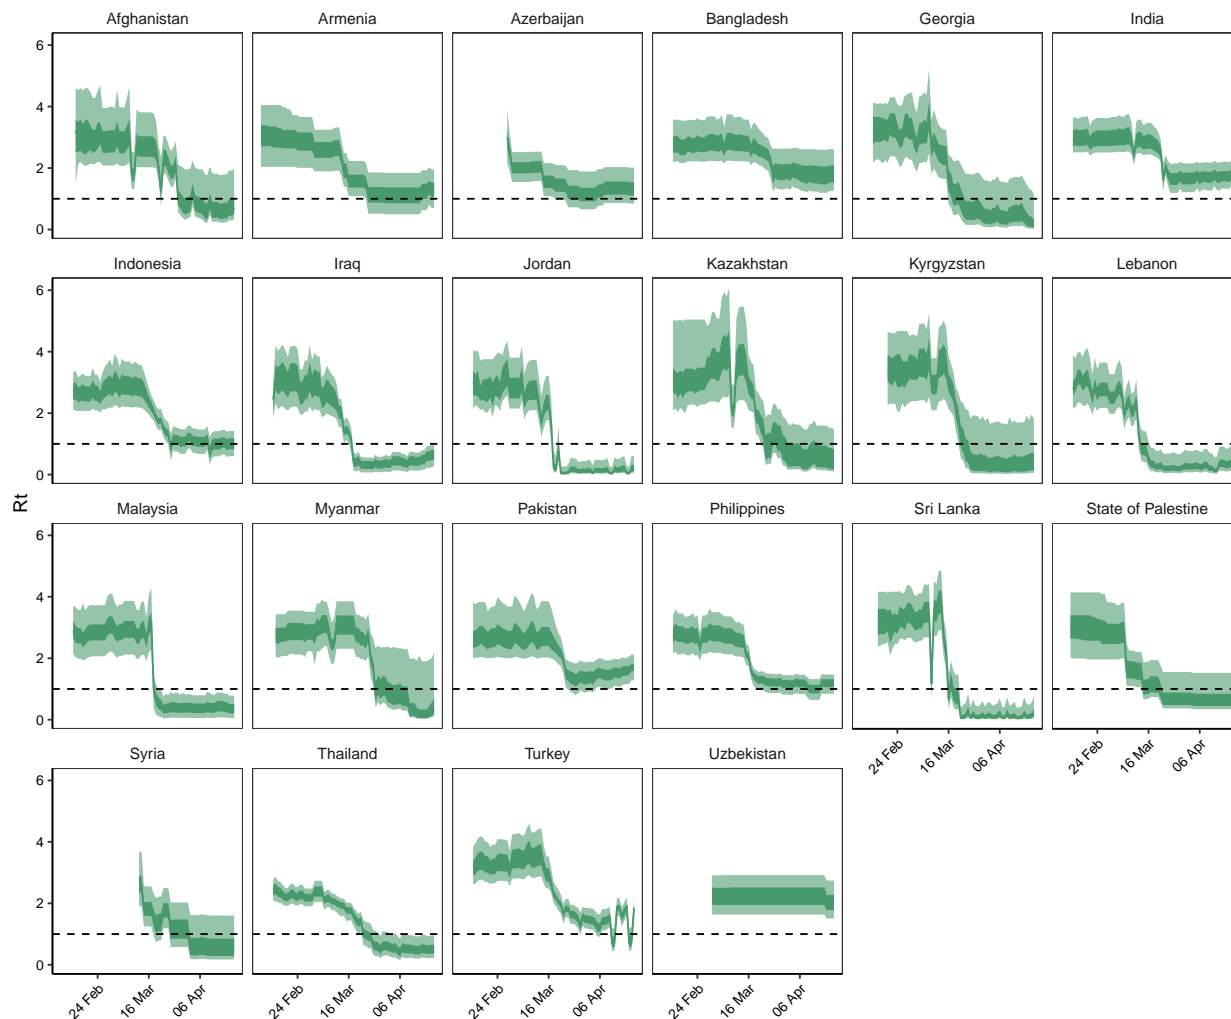 Afghanistan Armenia Azerbaijan Bangladesh Georgia India
6
4
2
0
Indonesia Iraq Jordan Kazakhstan Kyrgyzstan Lebanon
6
4
2
0
Rt
Malaysia Myanmar Pakistan Philippines Sri Lanka State of Palestine
6
4
2
0
24 Feb 16 Mar 06 Apr 24 Feb 16 Mar 06 Apr
Syria Thailand Turkey Uzbekistan
6
4
2
0
24 Feb 16 Mar 06 Apr 24 Feb 16 Mar 06 Apr 24 Feb 16 Mar 06 Apr 24 Feb 16 Mar 06 Apr